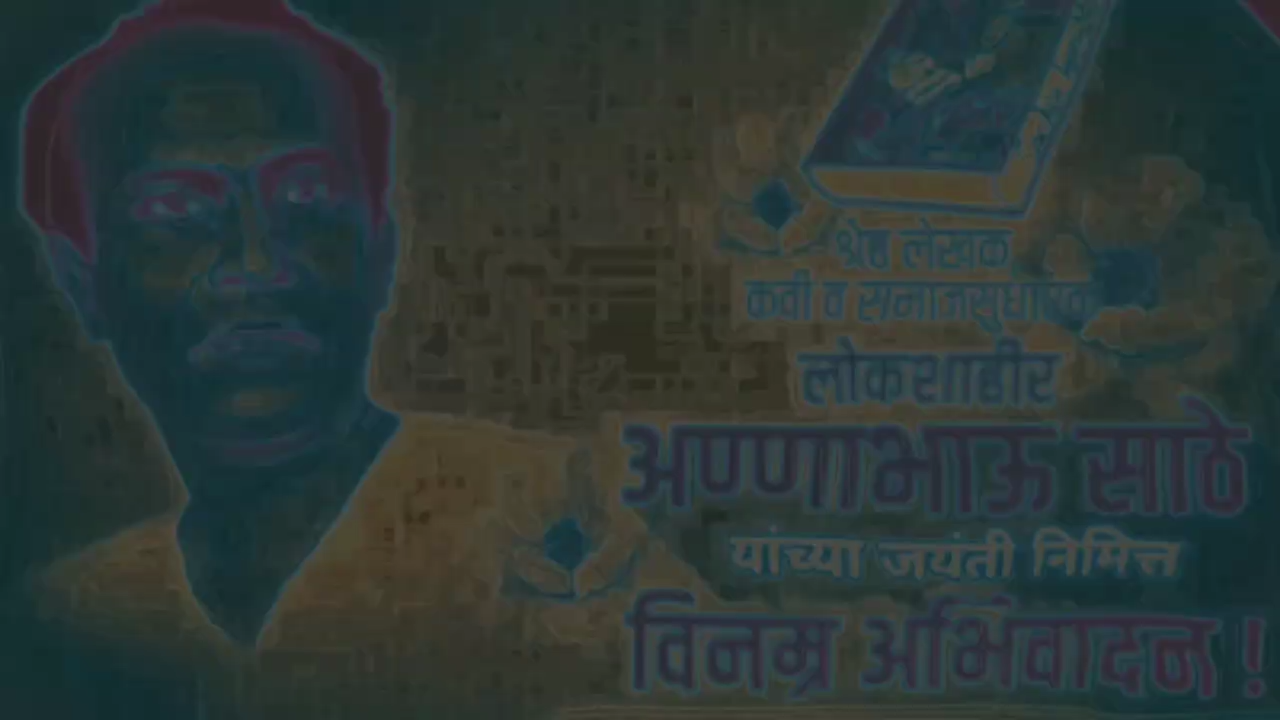 श्रेष्ठ लेखक
कवी व समाजसुधारक
लोकशाहीर
अण्णाभाऊ साठे
यांच्या जयंती निमित्त
विनम्र अभिवादन !